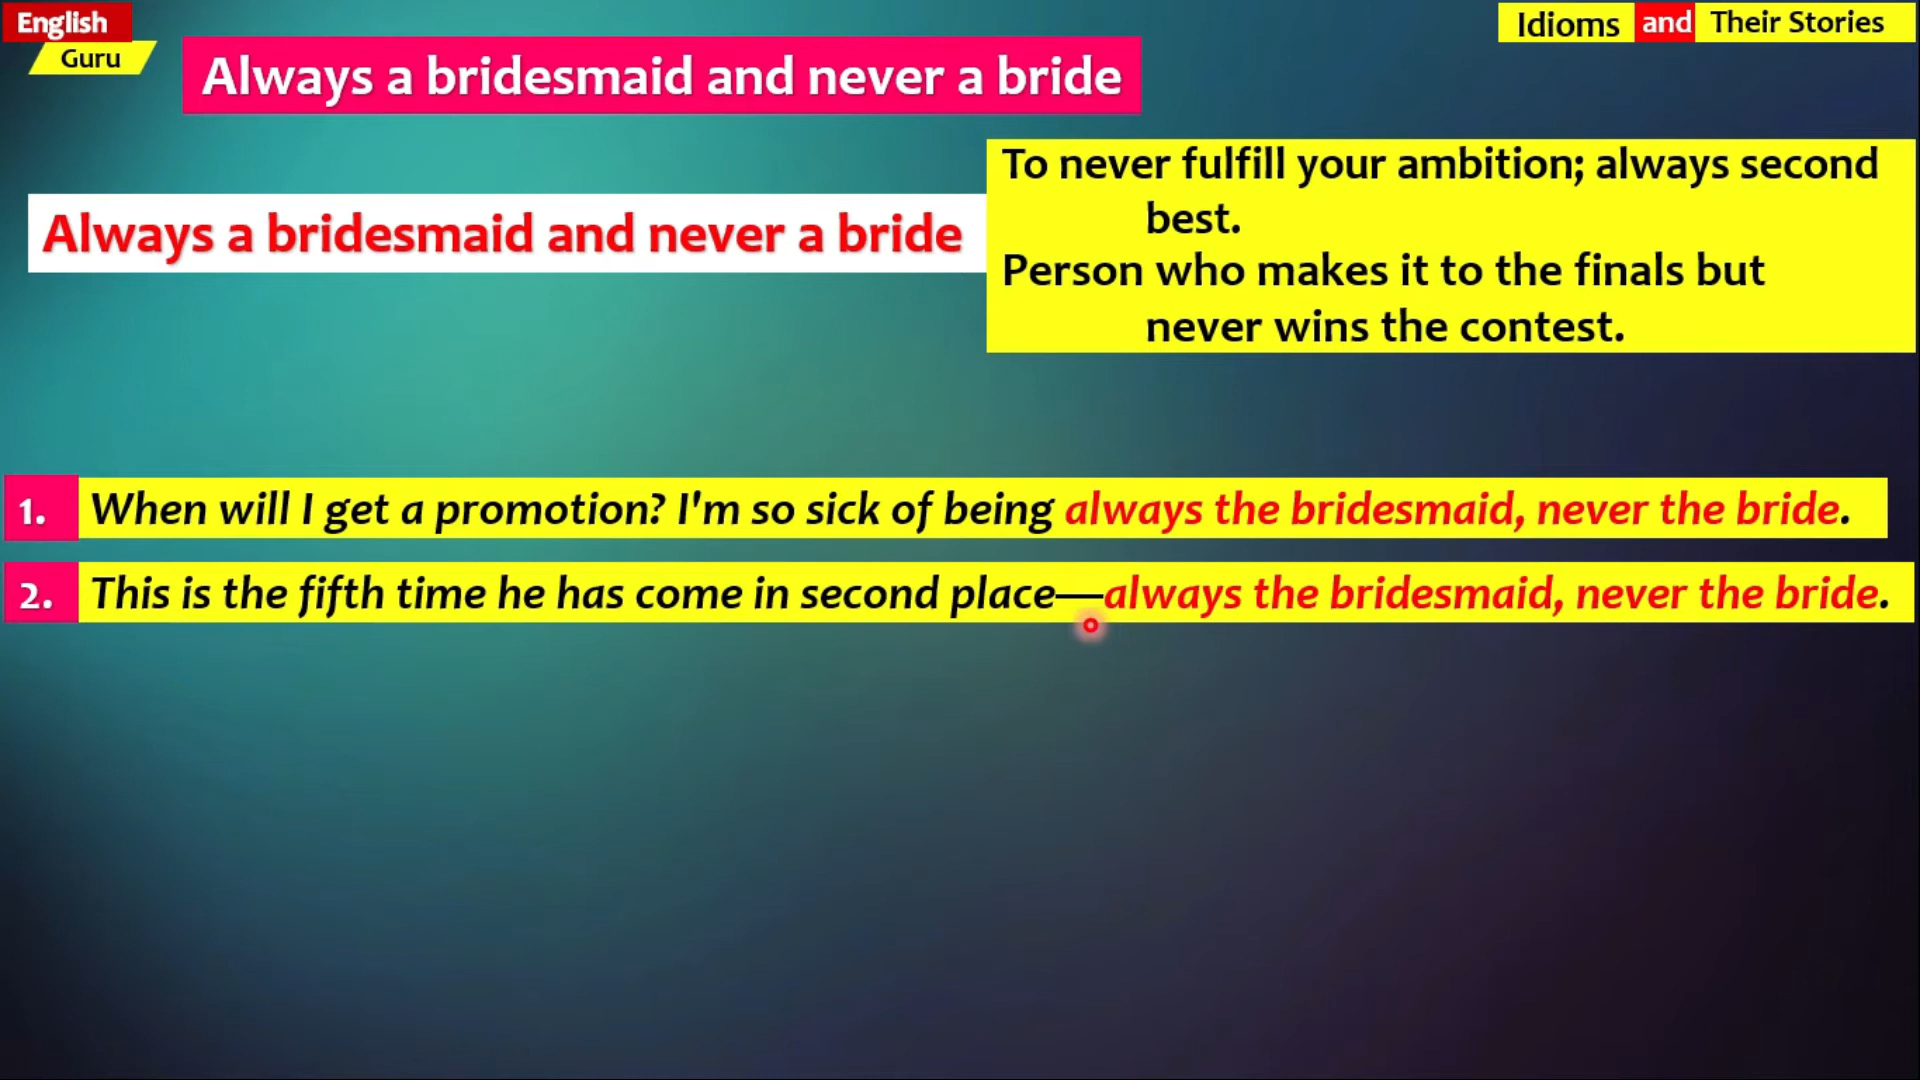 English
Guru
Idioms and Their Stories
Always a bridesmaid and never a bride
Always a bridesmaid and never a bride
To never fulfill your ambition; always second
best.
Person who makes it to the finals but
never wins the contest.
1. When will I get a promotion? I'm so sick of being always the bridesmaid, never the bride.
2. This is the fifth time he has come in second place—always the bridesmaid, never the bride.